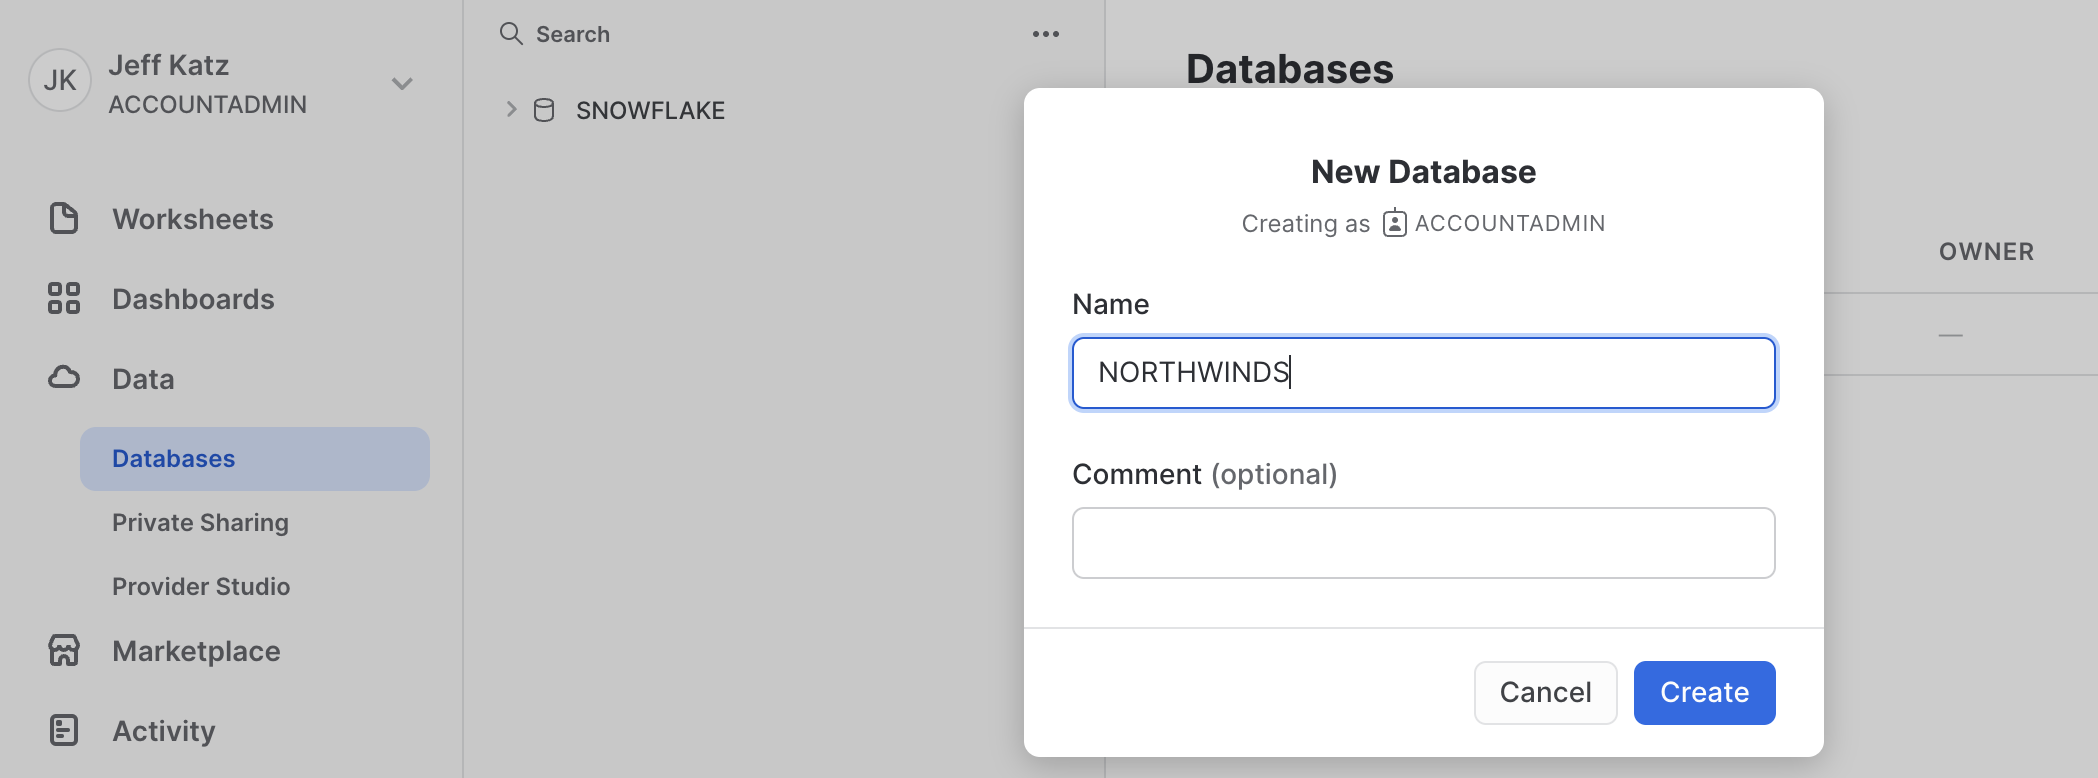 JK
Jeff Katz
ACCOUNTADMIN
Worksheets
Dashboards
Data
Databases
Private Sharing
Provider Studio
Marketplace
Activity
Search
SNOWFLAKE
Databases
OWNER
—
New Database
Creating as ACCOUNTADMIN
Name
NORTHWINDS
Comment (optional)
Cancel
Create